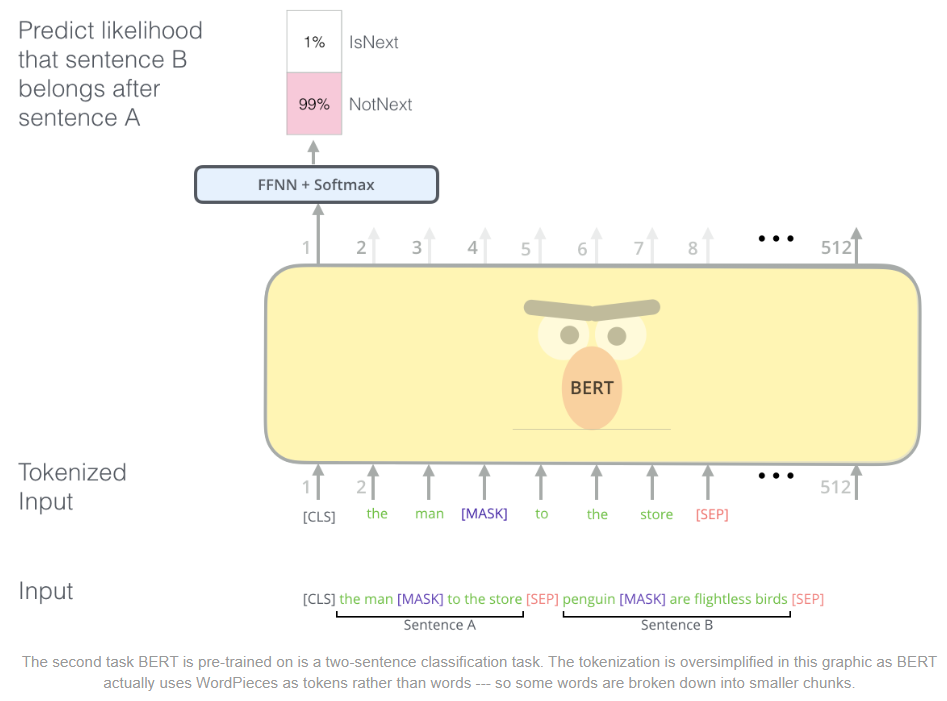 Predict likelihood
that sentence B
belongs after
sentence A
1% IsNext
99% NotNext
FFNN + Softmax
1 2 3 4 5 6 7 8 ••• 512
BERT
Tokenized
Input
1 2 ••• 512
[CLS] the man [MASK] to the store [SEP]
Input
[CLS] the man [MASK] to the store [SEP] penguin [MASK] are flightless birds [SEP]
Sentence A Sentence B
The second task BERT is pre-trained on is a two-sentence classification task. The tokenization is oversimplified in this graphic as BERT
actually uses WordPieces as tokens rather than words --- so some words are broken down into smaller chunks.